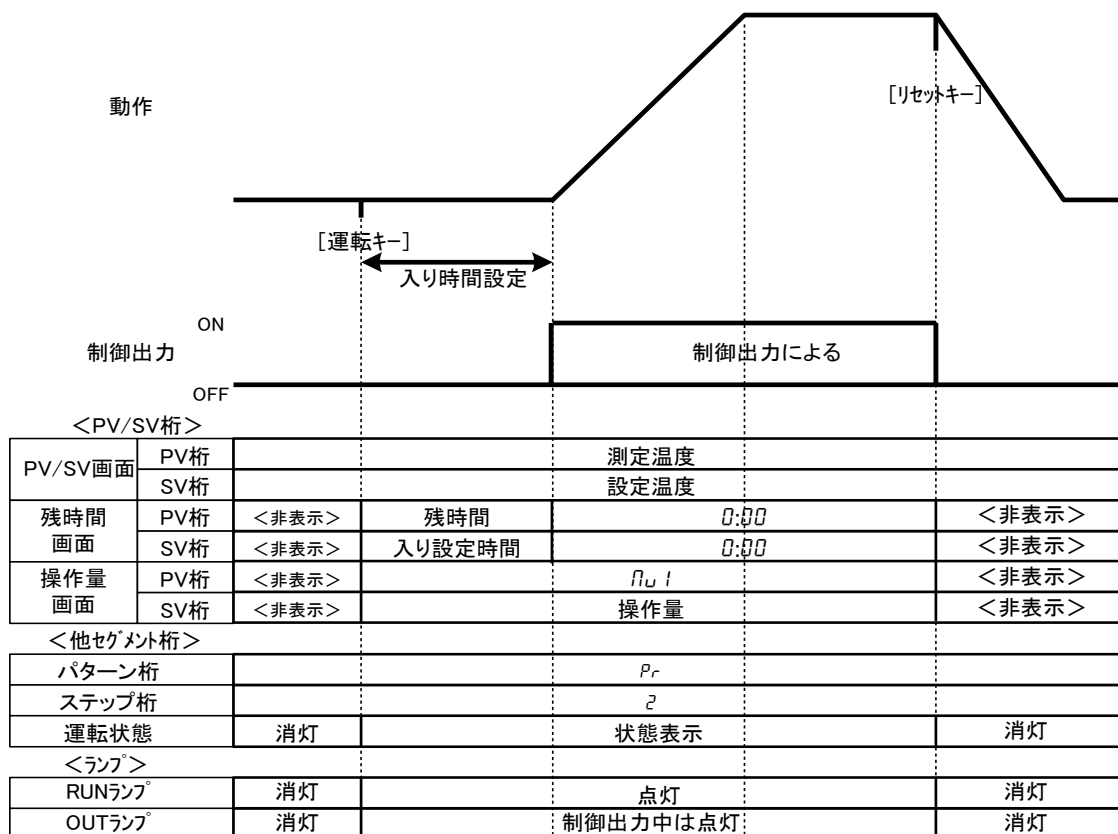 動作
[リセットキー]
[運転キー]
入り時間設定
ON
制御出力
制御出力による
OFF
<PV/SV桁>
PV/SV画面 PV桁 測定温度
SV桁 設定温度
残時間画面 PV桁 <非表示> 残時間 0:00 <非表示>
SV桁 <非表示> 入り設定時間 0:00 <非表示>
操作量画面 PV桁 <非表示> Mu1 <非表示>
SV桁 <非表示> 操作量 <非表示>
<他セグメント桁>
パターン桁 Pr
ステップ桁 2
運転状態 消灯 状態表示 消灯
<ランプ>
RUNランプ 消灯 点灯 消灯
OUTランプ 消灯 制御出力中は点灯 消灯